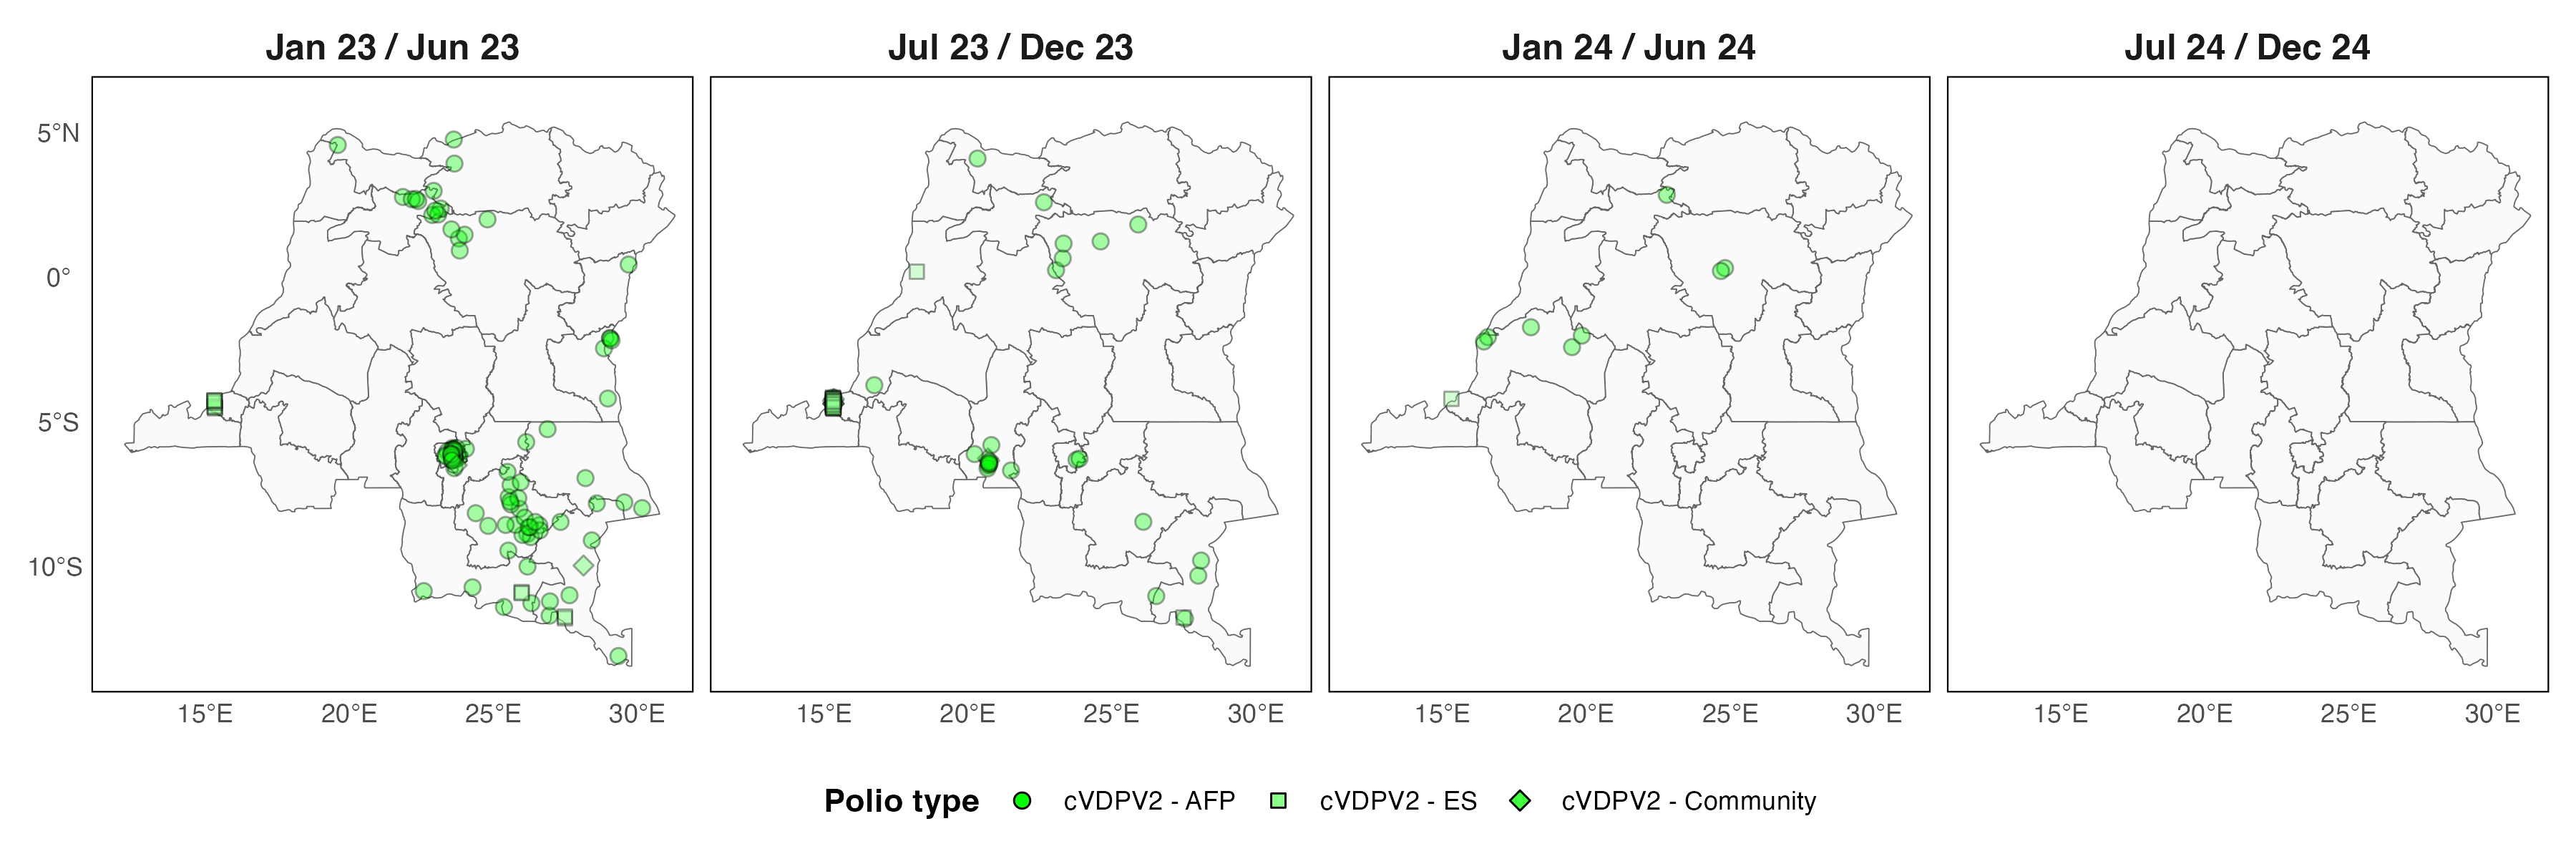 Jan 23 / Jun 23 Jul 23 / Dec 23 Jan 24 / Jun 24 Jul 24 / Dec 24
5°N
0°
5°S
10°S
15°E 20°E 25°E 30°E 15°E 20°E 25°E 30°E 15°E 20°E 25°E 30°E 15°E 20°E 25°E 30°E
Polio type cVDPV2 - AFP cVDPV2 - ES cVDPV2 - Community